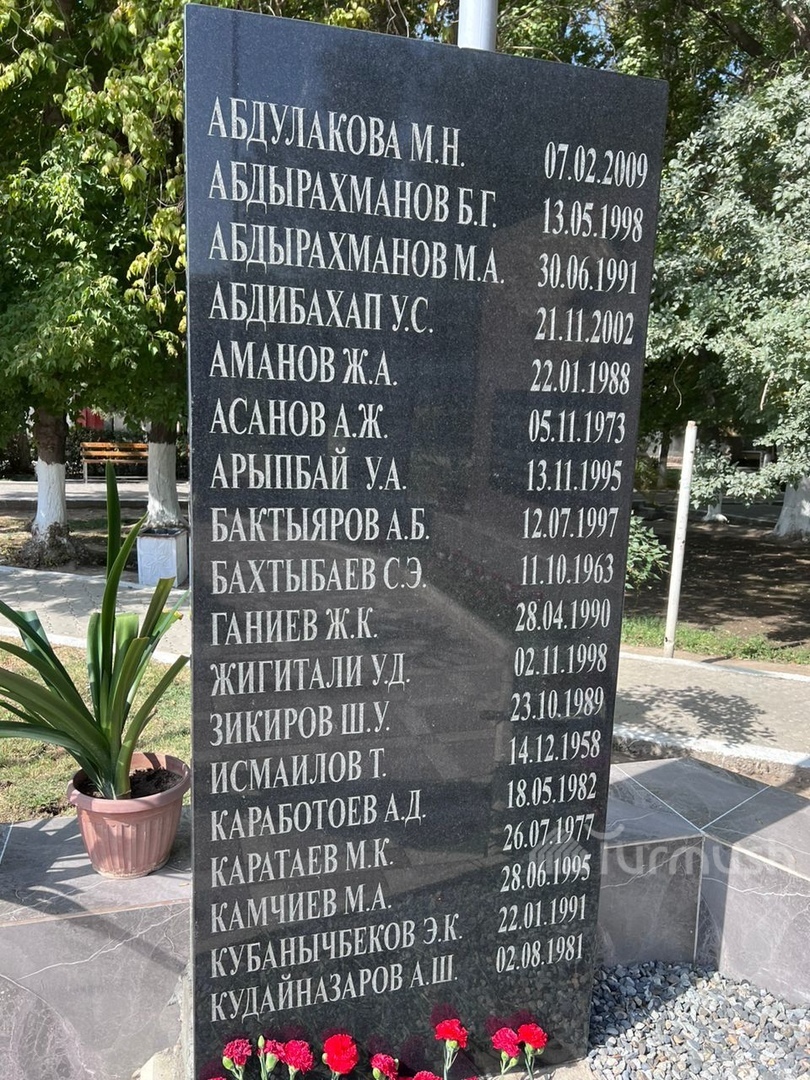 АБДУЛАКОВА М.Н. 07.02.2009
АБДЫРАХМАНОВ Б.Г. 13.05.1998
АБДЫРАХМАНОВ М.А. 30.06.1991
АБДИБАХАП У.С. 21.11.2002
АМАНОВ Ж.А. 22.01.1988
АСАНОВ А.Ж. 05.11.1973
АРЫПБАЙ У.А. 13.11.1995
БАКТЫЯРОВ А.Б. 12.07.1997
БАХТЫБАЕВ С.Э. 11.10.1963
ГАНИЕВ Ж.К. 28.04.1990
ЖИГИТАЛИ У.Д. 02.11.1998
ЗИКИРОВ Ш.У. 23.10.1989
ИСМАИЛОВ Т. 14.12.1958
КАРАБОТОЕВ А.Д. 18.05.1982
КАРАТАЕВ М.К. 26.07.1977
КАМЧИЕВ М.А. 28.06.1995
КУБАНЫЧБЕКОВ Э.К. 22.01.1991
КУДАЙНАЗАРОВ А.Ш. 02.08.1981
Turmush